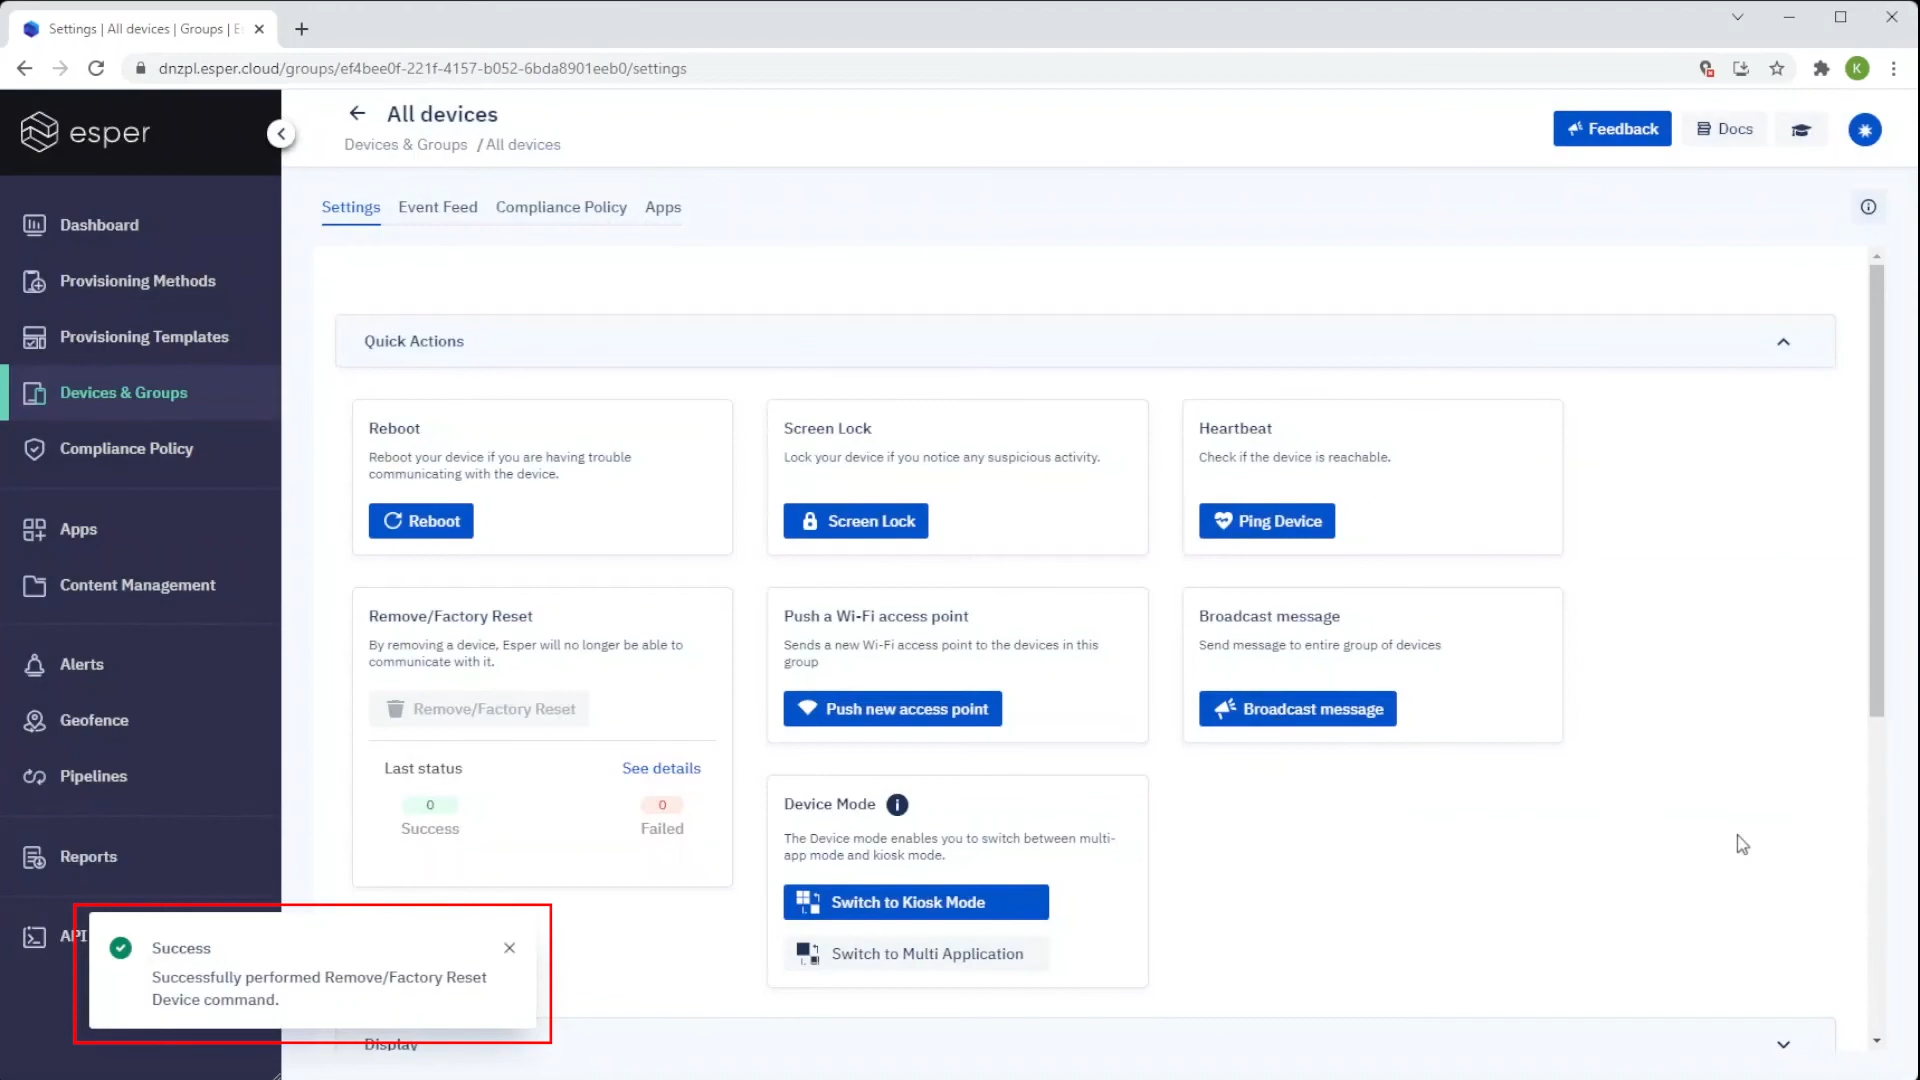 Settings | All devices | Groups | E
dnzpl.esper.cloud/groups/ef4bee0f-221f-4157-b052-6bda8901eeb0/settings
K
esper
All devices
Devices & Groups / All devices
Feedback
Docs
Dashboard
Provisioning Methods
Provisioning Templates
Devices & Groups
Compliance Policy
Apps
Content Management
Alerts
Geofence
Pipelines
Reports
API
Settings
Event Feed
Compliance Policy
Apps
Quick Actions
Reboot
Reboot your device if you are having trouble
communicating with the device.
Reboot
Screen Lock
Lock your device if you notice any suspicious activity.
Screen Lock
Heartbeat
Check if the device is reachable.
Ping Device
Remove/Factory Reset
By removing a device, Esper will no longer be able to
communicate with it.
Remove/Factory Reset
Last status
See details
0
0
Success
Failed
Push a Wi-Fi access point
Sends a new Wi-Fi access point to the devices in this
group
Push new access point
Broadcast message
Send message to entire group of devices
Broadcast message
Device Mode
The Device mode enables you to switch between multi-
app mode and kiosk mode.
Switch to Kiosk Mode
Switch to Multi Application
Success
Successfully performed Remove/Factory Reset
Device command.
Display